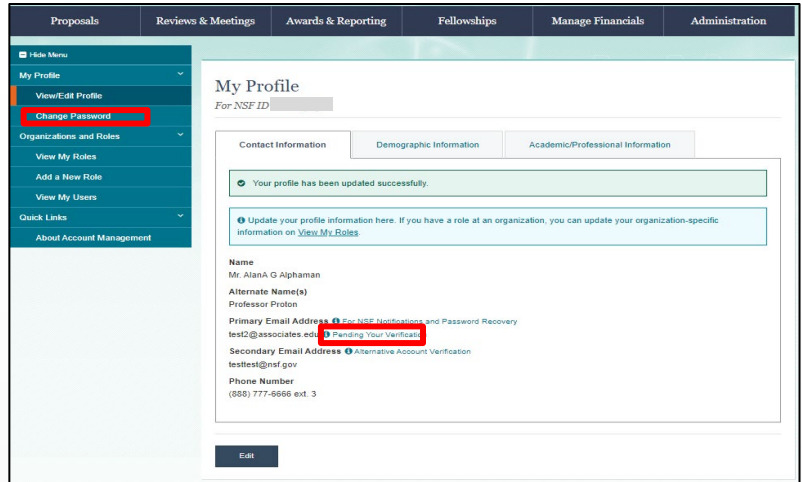 Proposals Reviews & Meetings Awards & Reporting Fellowships Manage Financials Administration
Hide Menu
My Profile
View/Edit Profile
Change Password
Organizations and Roles
View My Roles
Add a New Role
View My Users
Quick Links
About Account Management
My Profile
For NSF ID
Contact Information Demographic Information Academic/Professional Information
Your profile has been updated successfully.
Update your profile information here. If you have a role at an organization, you can update your organization-specific
information on View My Roles.
Name
Mr. AlanA G Alphaman
Alternate Name(s)
Professor Proton
Primary Email Address For NSF Notifications and Password Recovery
test2@associates.edu Pending Your Verification
Secondary Email Address Alternative Account Verification
testtest@nsf.gov
Phone Number
(888) 777-6666 ext. 3
Edit